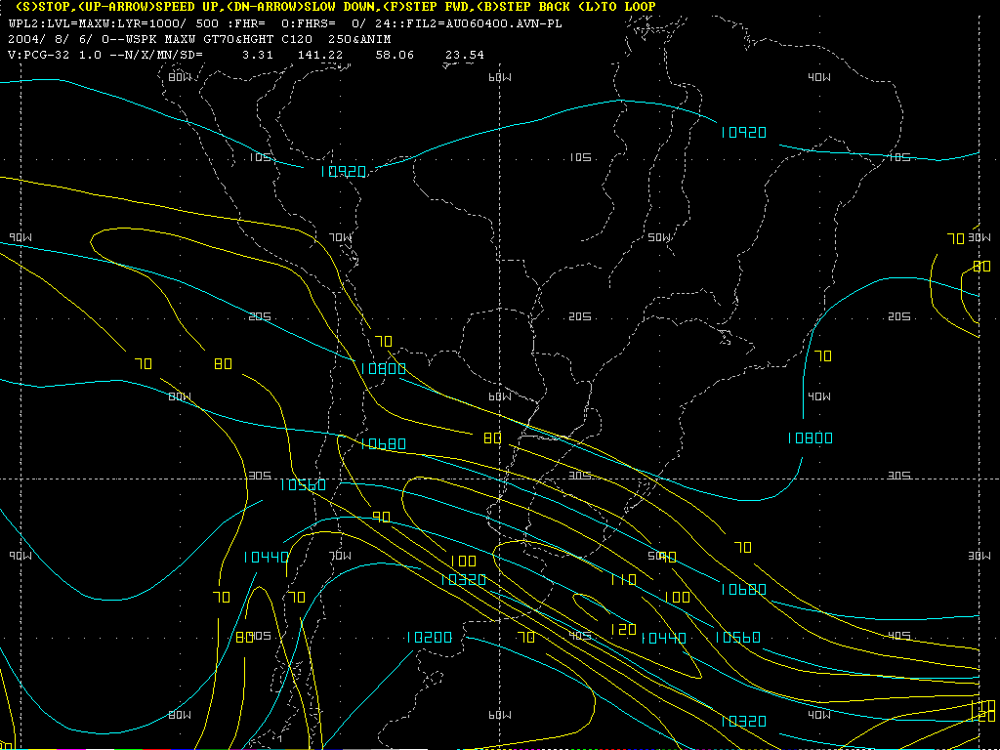 (S)STOP,(UP-ARROW)SPEED UP,(DN-ARROW)SLOW DOWN,(F)STEP FWD,(B)STEP BACK (L)TO LOOP
WPL2:LVL=MAXW:LYR=1000/ 500 :FHR=  0:FHRS=  0/ 24::FIL2=AU060400.AVN-PL
2004/ 8/ 6/ 0--WSPK MAXW GT70&HGHT C120  250&ANIM
V:PCG-32 1.0 --N/X/MN/SD=     3.31   141.22    58.06   23.54
80W 60W 40W
10920
10S 10S 10S
10920
90W 70W 50W 70 30W
80
20S 20S 20S
70
70 80 10800 70
80W 60W 40W
10680 80 10800
10560 30S 30S 30S
90
70
90W 10440 70W 100 50W 30W
10320 110
70 70 100 10680
80 40S 10200 70 40S 120 10440 10560 40S
80W 60W 10320 40W